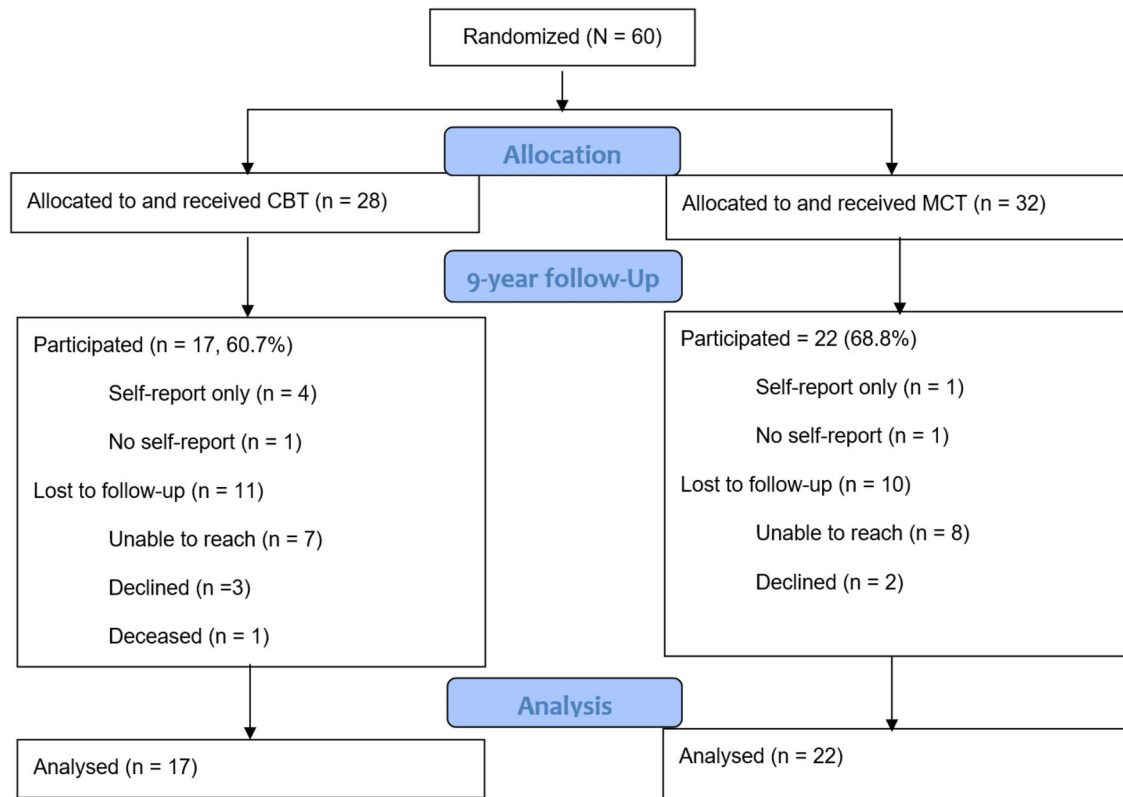 Randomized (N = 60)
Allocation
Allocated to and received CBT (n = 28)
Allocated to and received MCT (n = 32)
9-year follow-Up
Participated (n = 17, 60.7%)
Self-report only (n = 4)
No self-report (n = 1)
Lost to follow-up (n = 11)
Unable to reach (n = 7)
Declined (n =3)
Deceased (n = 1)
Participated = 22 (68.8%)
Self-report only (n = 1)
No self-report (n = 1)
Lost to follow-up (n = 10)
Unable to reach (n = 8)
Declined (n = 2)
Analysis
Analysed (n = 17)
Analysed (n = 22)